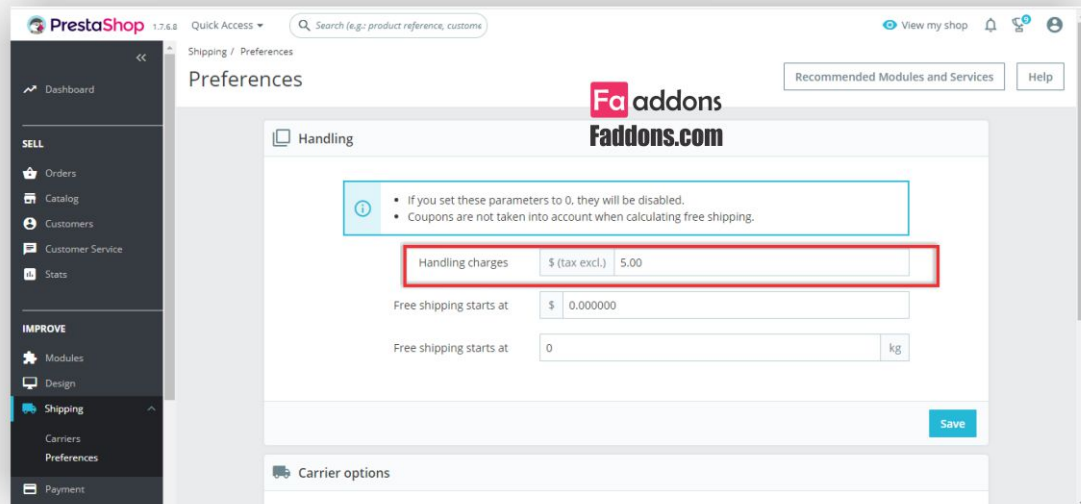 PrestaShop 1.7.6.8 Quick Access Search (e.g.: product reference, custome View my shop 9
Shipping / Preferences
Preferences
Recommended Modules and Services Help
Fa addons
Faddons.com
Dashboard
SELL
Orders
Catalog
Customers
Customer Service
Stats
IMPROVE
Modules
Design
Shipping
Carriers
Preferences
Payment
Handling
• If you set these parameters to 0, they will be disabled.
• Coupons are not taken into account when calculating free shipping.
Handling charges $ (tax excl.) 5.00
Free shipping starts at $ 0.000000
Free shipping starts at 0 kg
Save
Carrier options